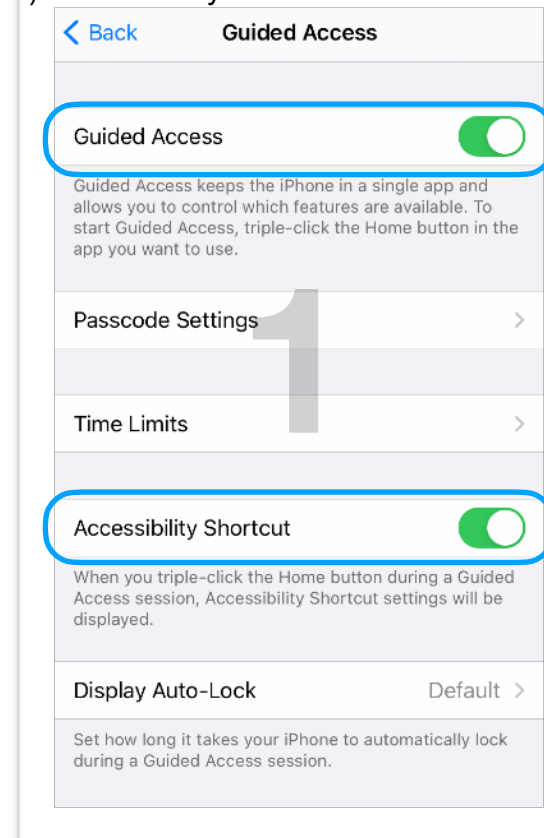 Back Guided Access
Guided Access
Guided Access keeps the iPhone in a single app and
allows you to control which features are available. To
start Guided Access, triple-click the Home button in the
app you want to use.
1
Passcode Settings
Time Limits
Accessibility Shortcut
When you triple-click the Home button during a Guided
Access session, Accessibility Shortcut settings will be
displayed.
Display Auto-Lock Default
Set how long it takes your iPhone to automatically lock
during a Guided Access session.